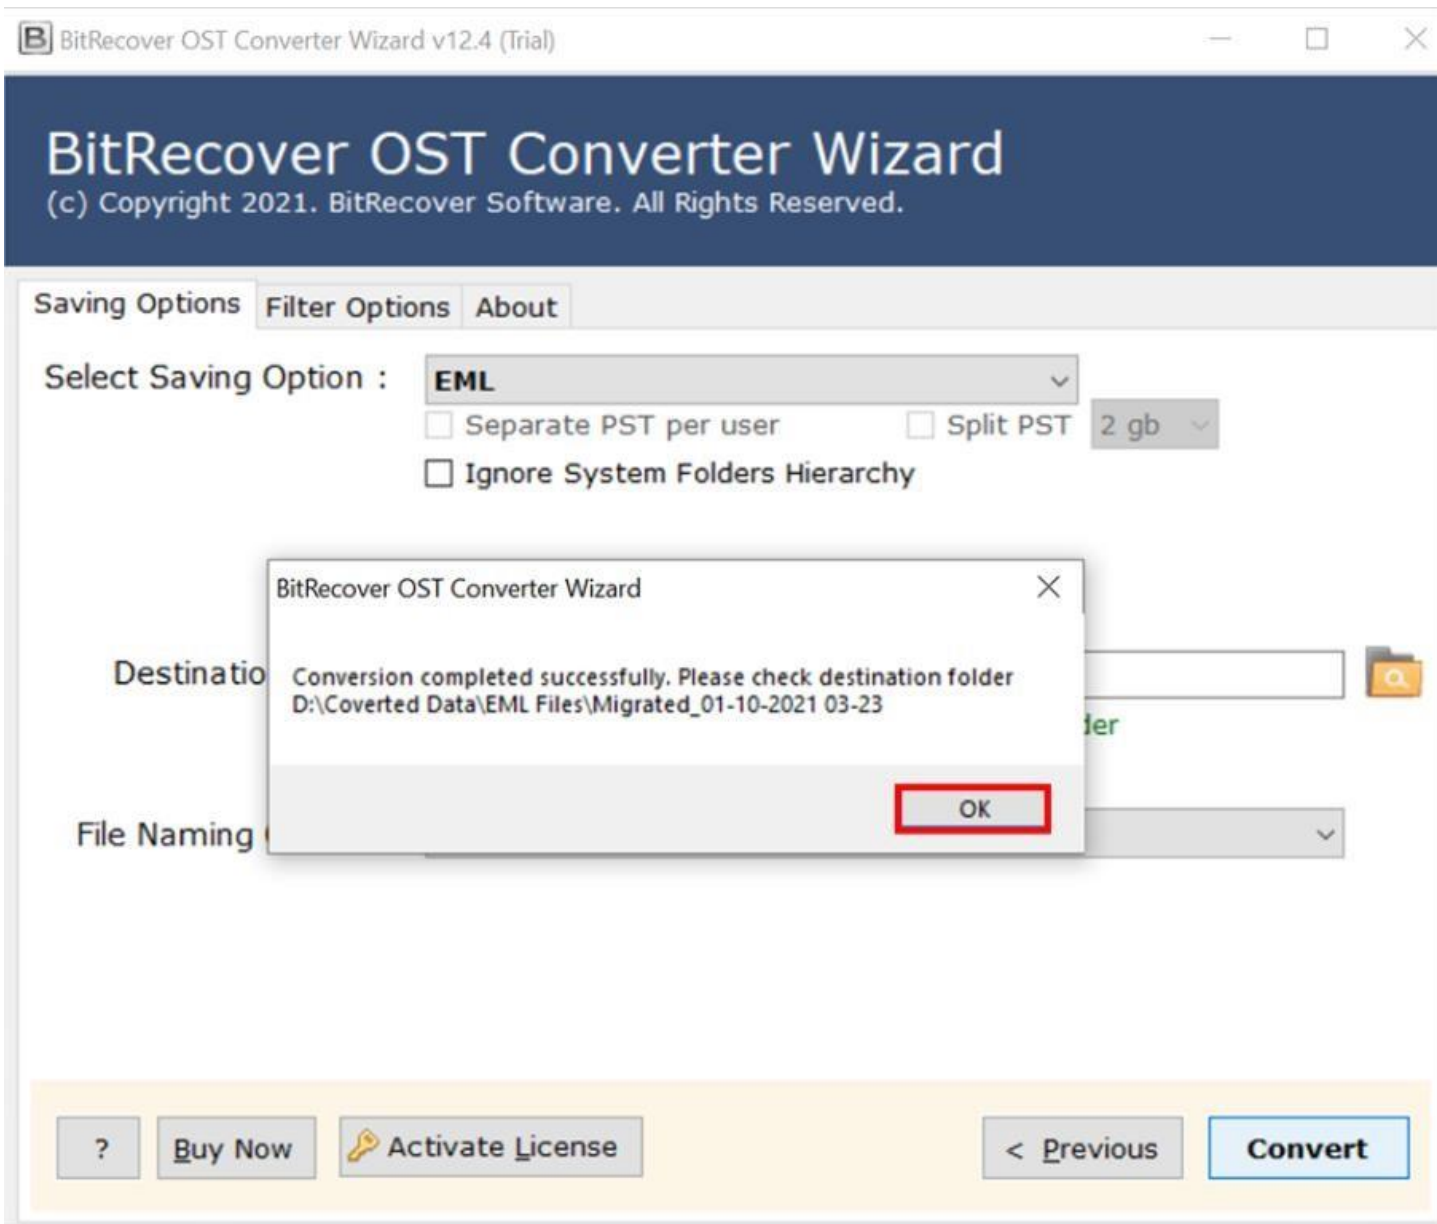 B BitRecover OST Converter Wizard v12.4 (Trial)
BitRecover OST Converter Wizard
(c) Copyright 2021. BitRecover Software. All Rights Reserved.
Saving Options Filter Options About
Select Saving Option : EML
Separate PST per user Split PST 2 gb
Ignore System Folders Hierarchy
BitRecover OST Converter Wizard
Conversion completed successfully. Please check destination folder
D:\Coverted Data\EML Files\Migrated_01-10-2021 03-23
OK
File Naming
? Buy Now Activate License < Previous Convert